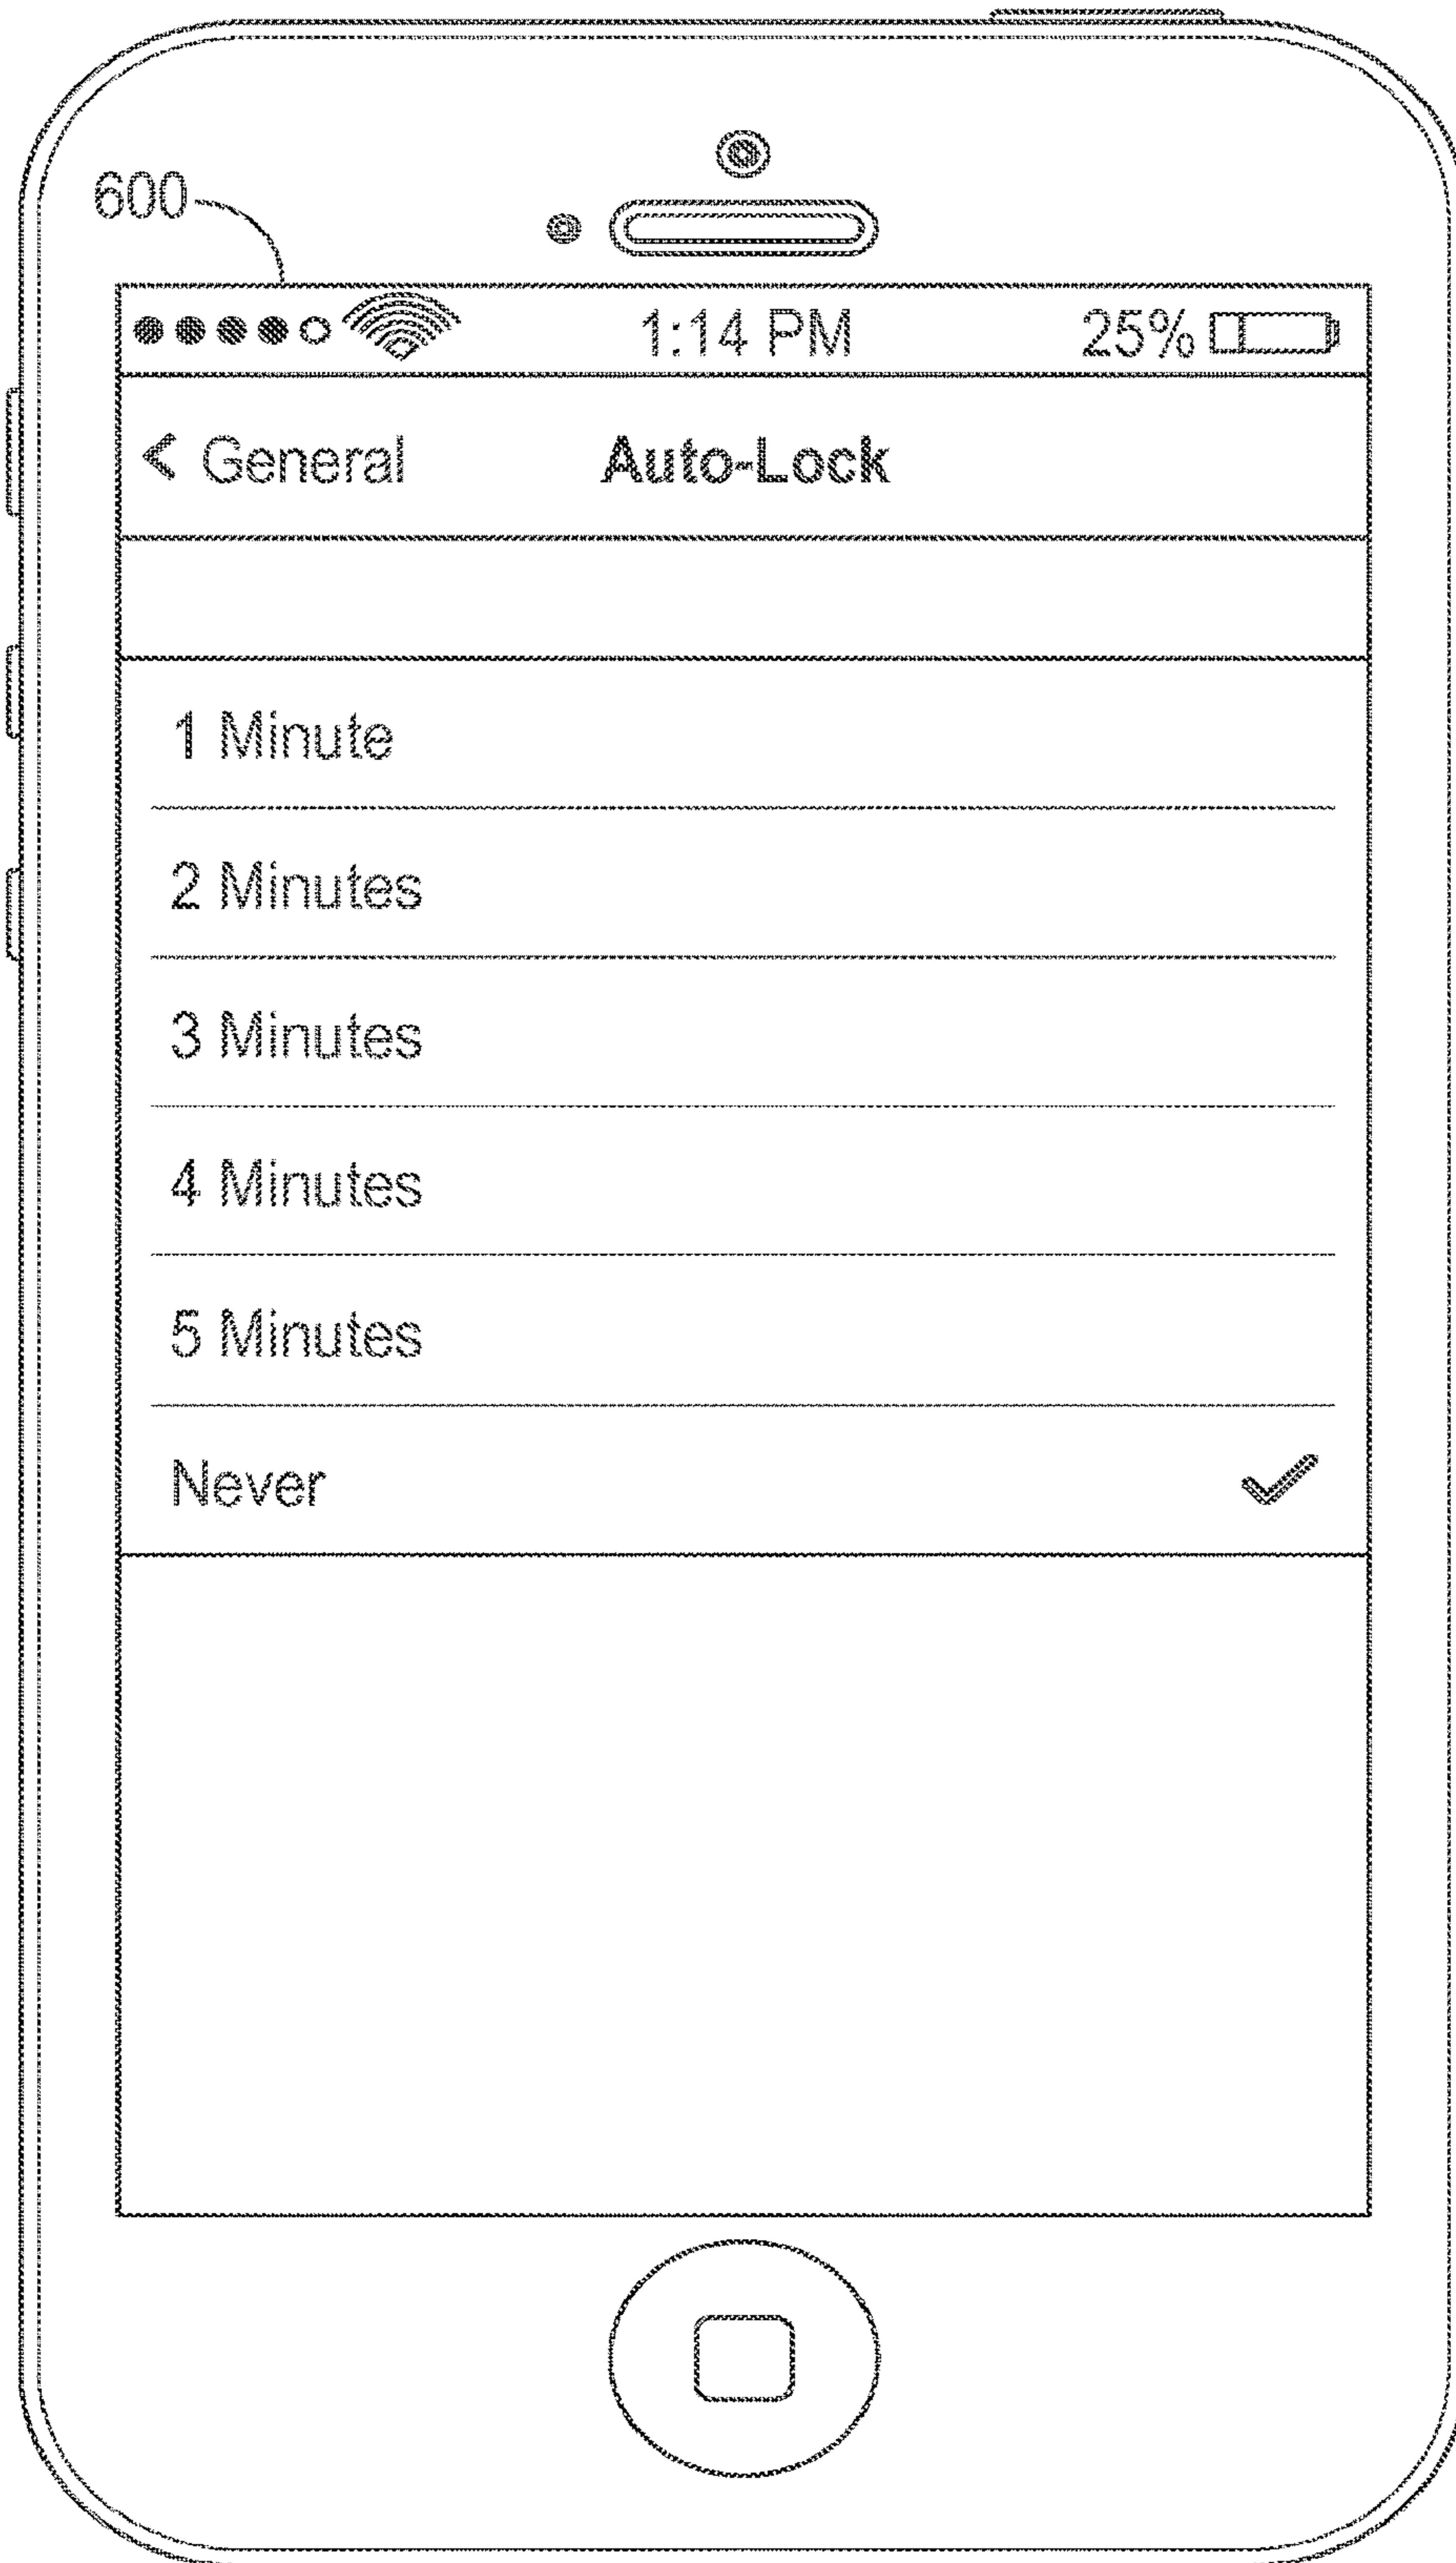 600
1:14 PM 25%
< General Auto-Lock
1 Minute
2 Minutes
3 Minutes
4 Minutes
5 Minutes
Never